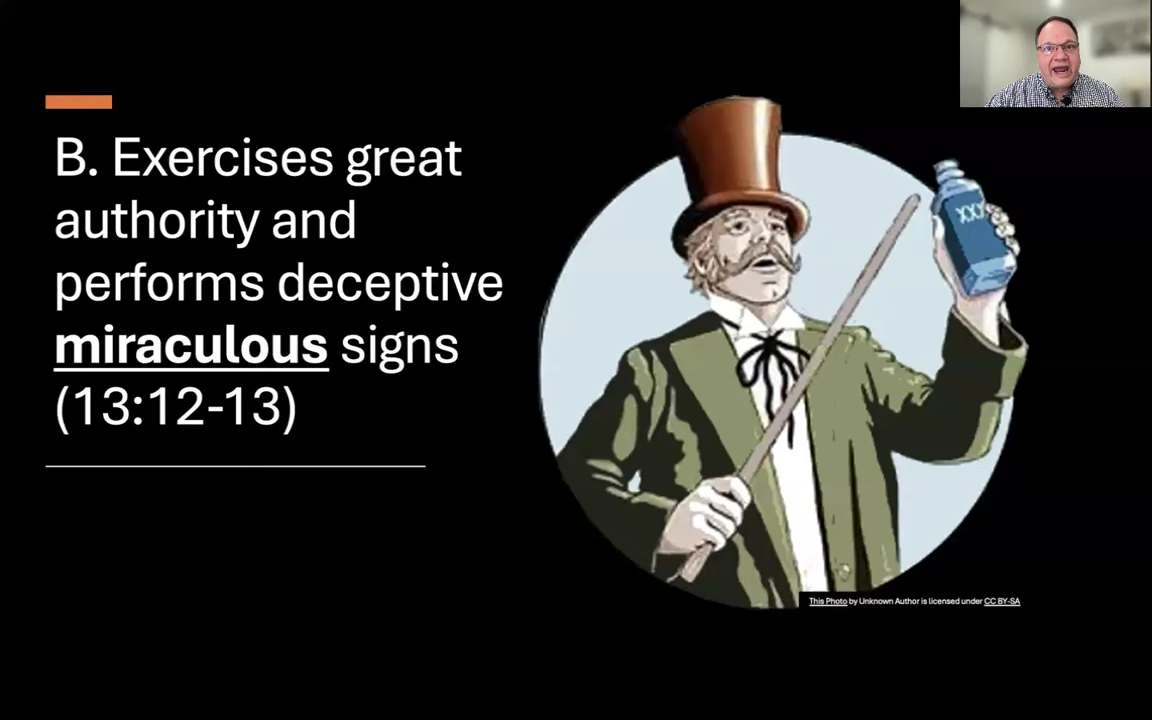 B. Exercises great
authority and
performs deceptive
miraculous signs
(13:12-13)
XXX
This Photo by Unknown Author is licensed under CC BY-SA